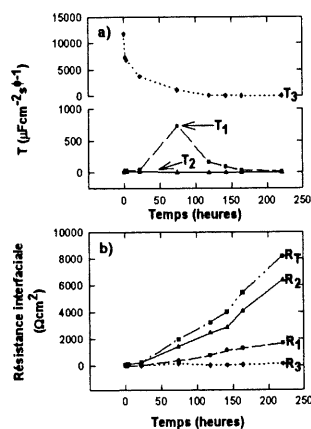 15000
a)
10000
5000
0
T3
1000
T1
500
T2
0
T (µFcm-2sɸ-1)
0 50 100 150 200 250
Temps (heures)
10000
b)
8000
6000
4000
2000
0
RT
R2
R1
R3
Résistance interfaciale
(Ωcm2)
0 50 100 150 200 250
Temps (heures)